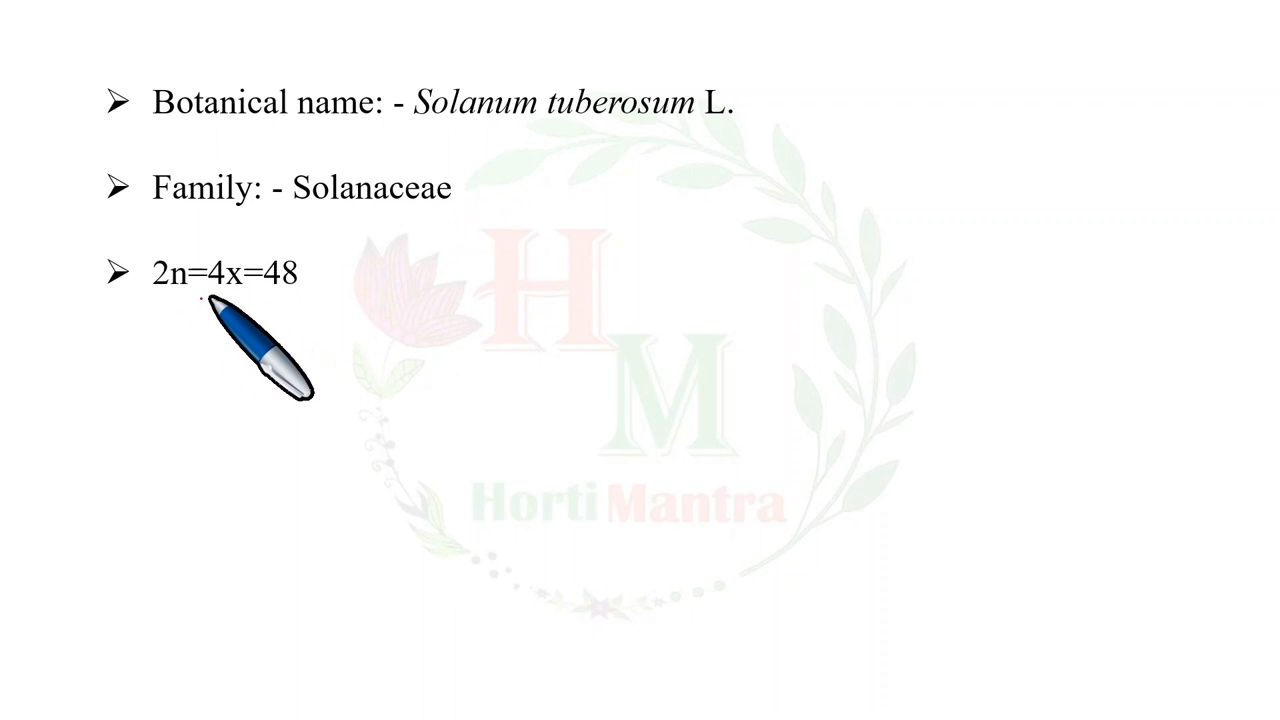 ➢ Botanical name: - Solanum tuberosum L.
➢ Family: - Solanaceae
➢ 2n=4x=48
H
M
Horti Mantra